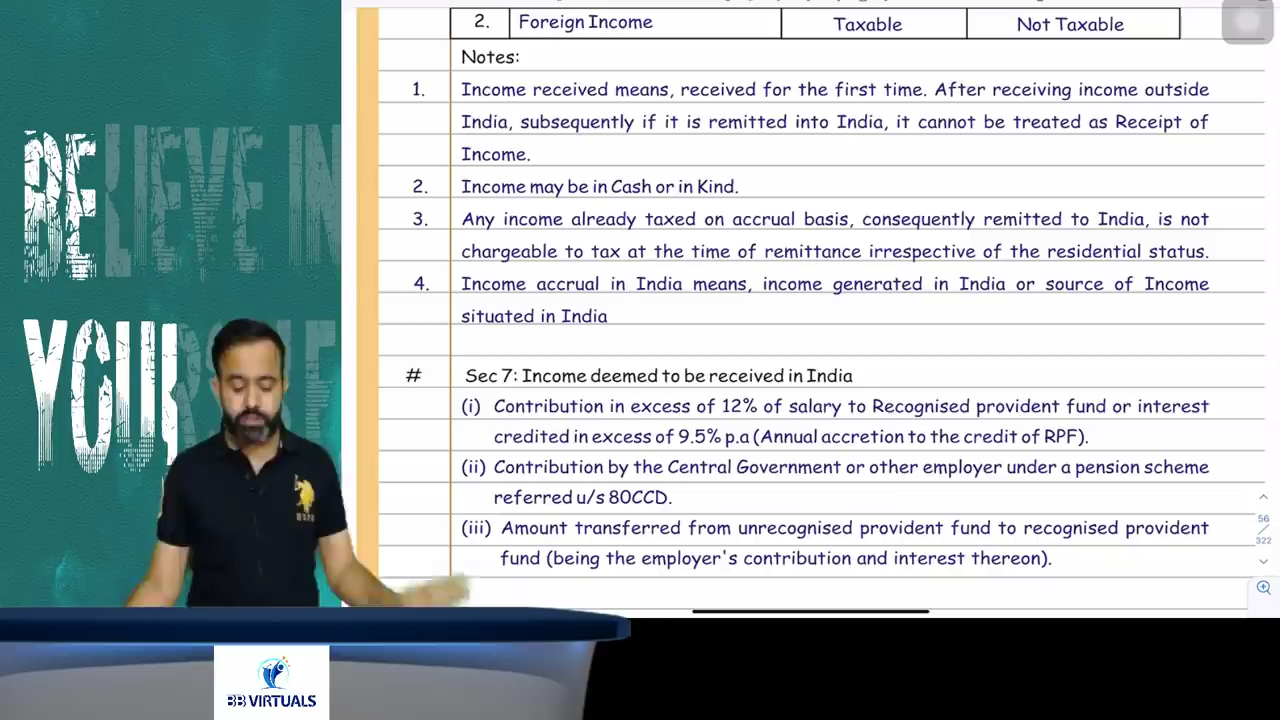 BELIEVE IN
YOURSELF
2. Foreign Income Taxable Not Taxable
Notes:
1. Income received means, received for the first time. After receiving income outside
India, subsequently if it is remitted into India, it cannot be treated as Receipt of
Income.
2. Income may be in Cash or in Kind.
3. Any income already taxed on accrual basis, consequently remitted to India, is not
chargeable to tax at the time of remittance irrespective of the residential status.
4. Income accrual in India means, income generated in India or source of Income
situated in India
# Sec 7: Income deemed to be received in India
(i) Contribution in excess of 12% of salary to Recognised provident fund or interest
credited in excess of 9.5% p.a (Annual accretion to the credit of RPF).
(ii) Contribution by the Central Government or other employer under a pension scheme
referred u/s 80CCD.
(iii) Amount transferred from unrecognised provident fund to recognised provident
fund (being the employer's contribution and interest thereon).
56
322
BB VIRTUALS